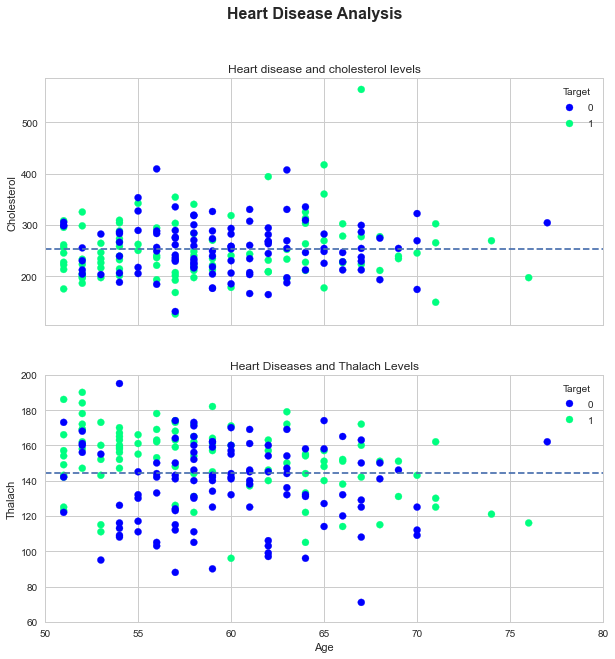 Heart Disease Analysis
Heart disease and cholesterol levels
Target
0
1
500
400
300
200
Cholesterol
Heart Diseases and Thalach Levels
Target
0
1
200
180
160
140
120
100
80
60
Thalach
50 55 60 65 70 75 80
Age